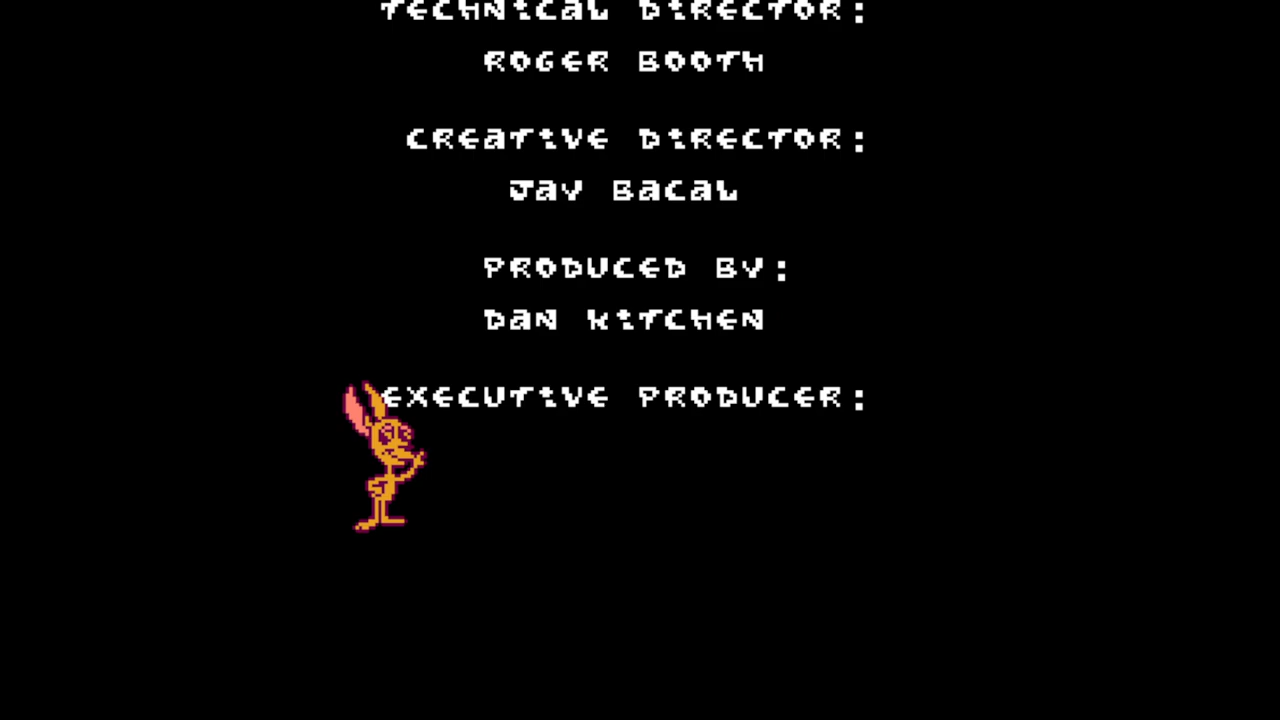 TECHNICAL DIRECTOR:
ROGER BOOTH
CREATIVE DIRECTOR:
JAY BACAL
PRODUCED BY:
DAN KITCHEN
EXECUTIVE PRODUCER: